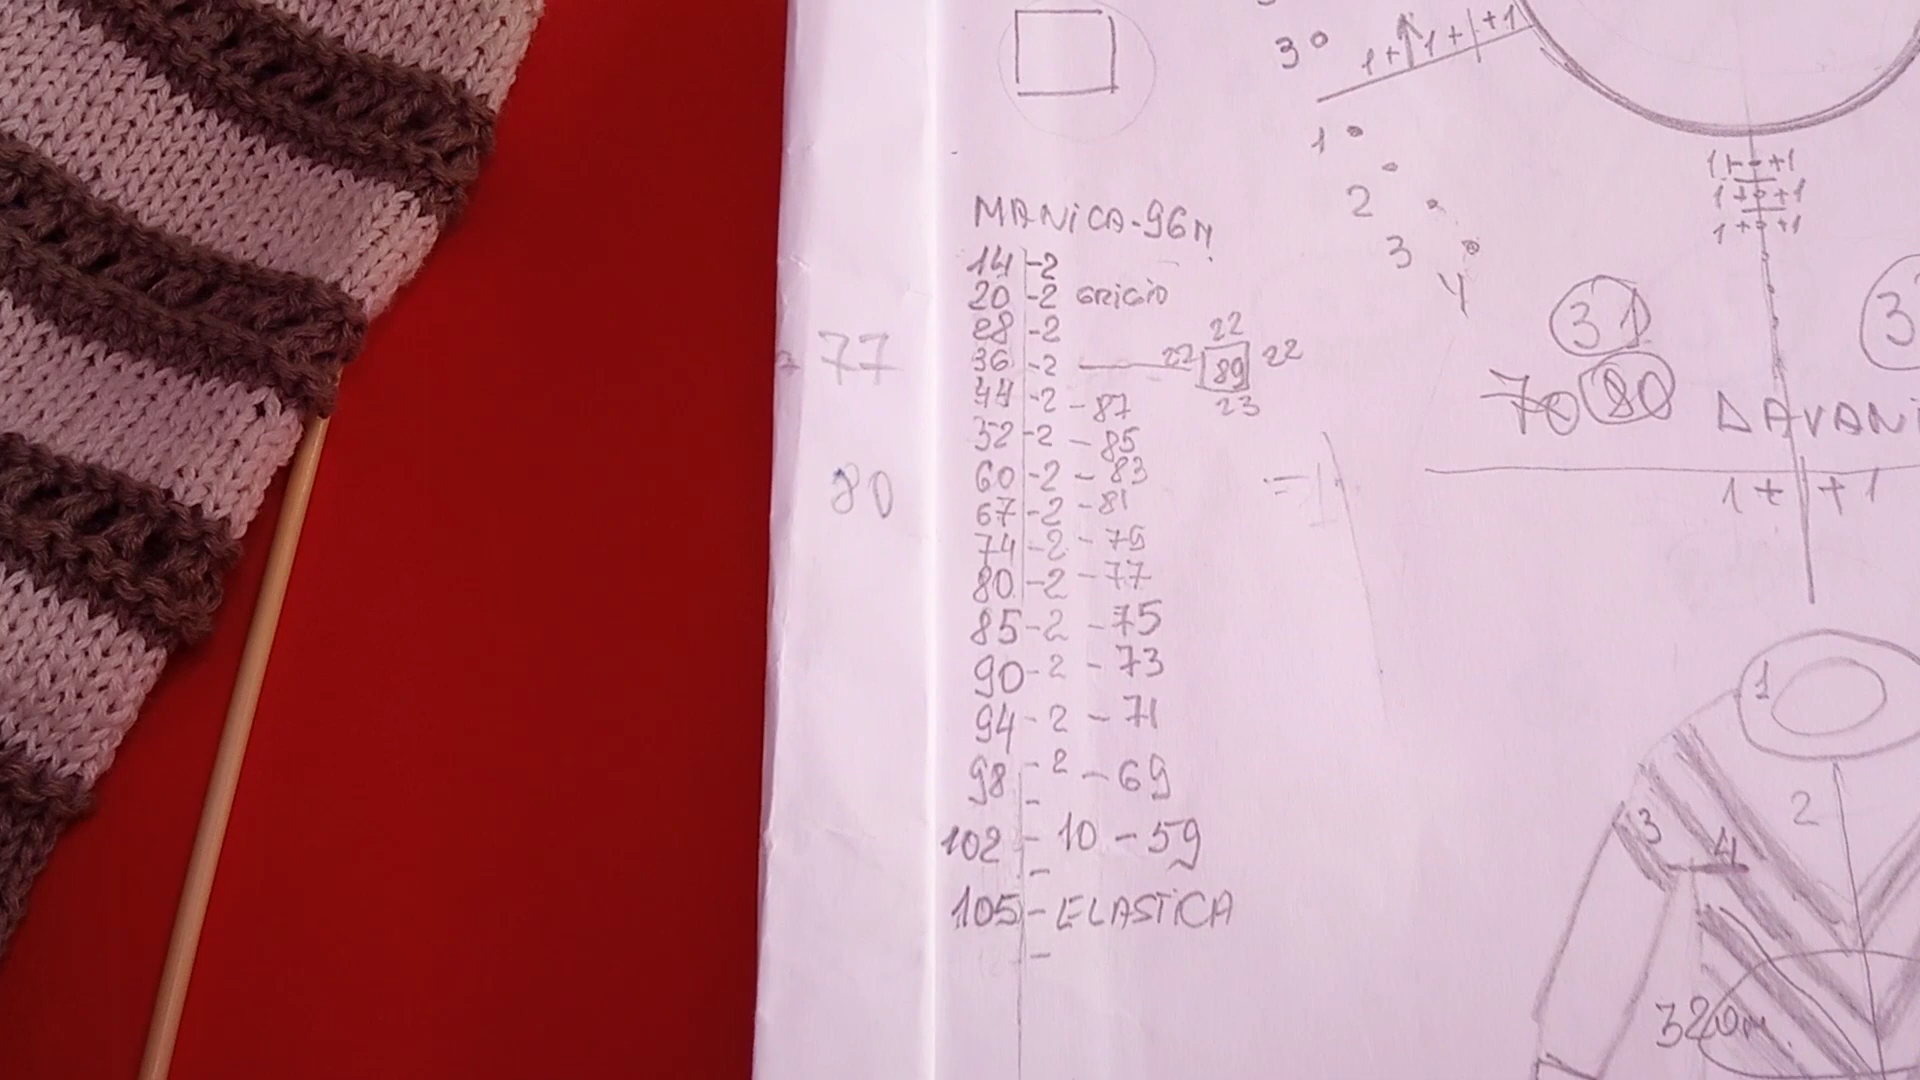 3°
1+ 1+ +1
1
2
3
4
1+ +1
1+ +1
1+ +1
MANICA-96M
14 -2
20 -2 GRIGIO
28 -2
36 -2 22 22 89 22 23
44 -2 - 87
52 -2 - 85
60 -2 - 83
67 -2 - 81
74 -2 - 79
80 -2 - 77
85 -2 - 75
90 -2 - 73
94 - 2 - 71
98 - 2 - 69
102 - 10 - 59
105 - ELASTICA
77
80
31
70 80
DAVANT
1+ +1
1
2
3
4
320m